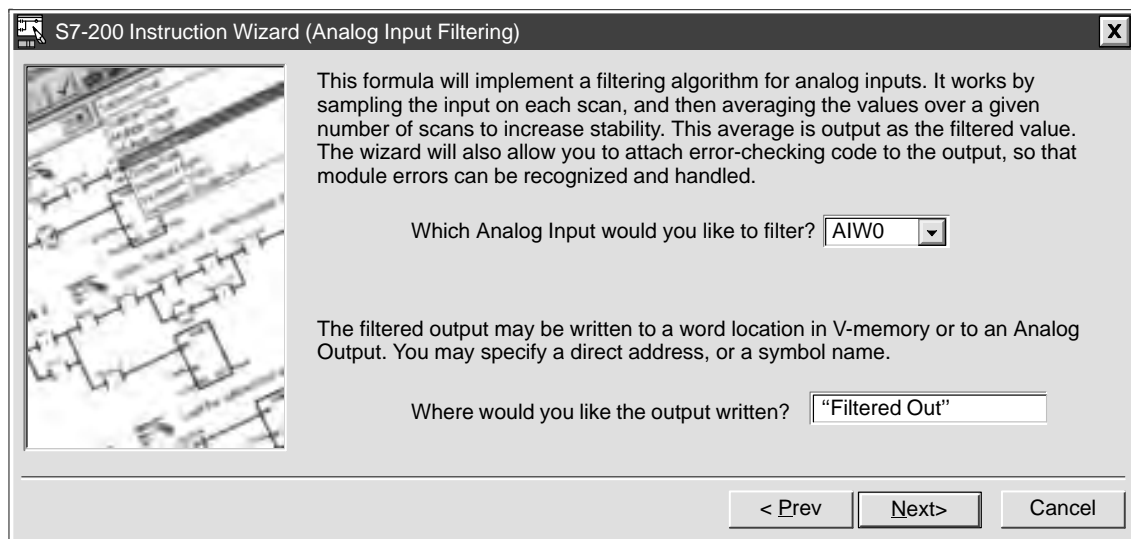 S7-200 Instruction Wizard (Analog Input Filtering)
This formula will implement a filtering algorithm for analog inputs. It works by
sampling the input on each scan, and then averaging the values over a given
number of scans to increase stability. This average is output as the filtered value.
The wizard will also allow you to attach error-checking code to the output, so that
module errors can be recognized and handled.
Which Analog Input would you like to filter? AIW0
The filtered output may be written to a word location in V-memory or to an Analog
Output. You may specify a direct address, or a symbol name.
Where would you like the output written? “Filtered Out”
< Prev Next> Cancel